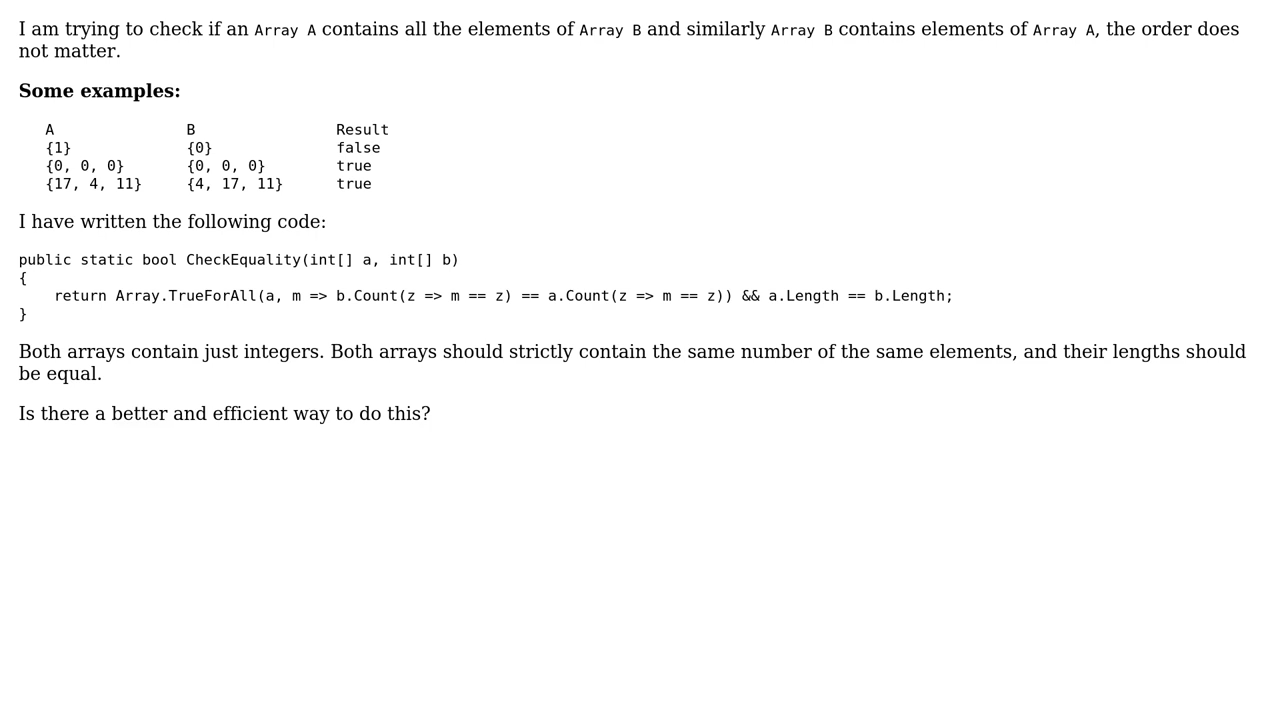 I am trying to check if an Array A contains all the elements of Array B and similarly Array B contains elements of Array A, the order does
not matter.
Some examples:
A B Result
{1} {0} false
{0, 0, 0} {0, 0, 0} true
{17, 4, 11} {4, 17, 11} true
I have written the following code:
public static bool CheckEquality(int[] a, int[] b)
{
return Array.TrueForAll(a, m => b.Count(z => m == z) == a.Count(z => m == z)) && a.Length == b.Length;
}
Both arrays contain just integers. Both arrays should strictly contain the same number of the same elements, and their lengths should
be equal.
Is there a better and efficient way to do this?